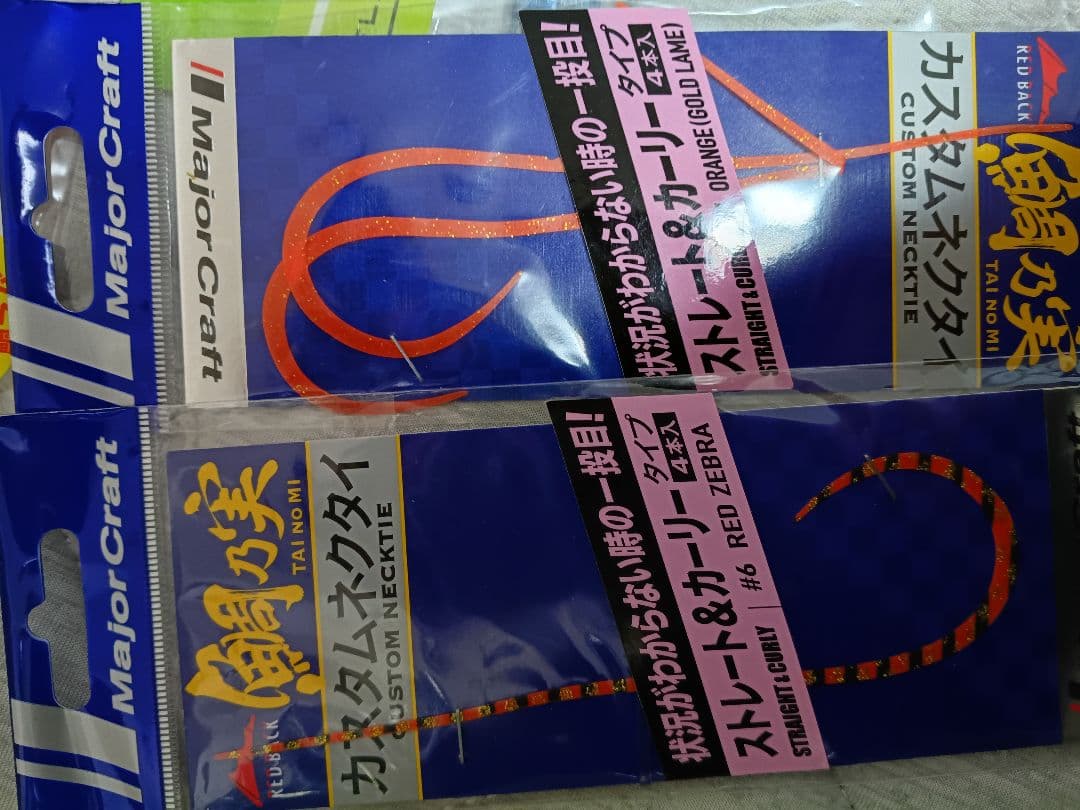 MajorCraft
MajorCraft
RED BACK
鯛乃実
TAI NO MI
カスタムネクタイ
CUSTOM NECKTIE
状況がわからない時の一投目!
ストレート&カーリータイプ
4本入
STRAIGHT & CURL
ORANGE (GOLD LAME)
MajorCraft
RED BACK
鯛乃実
TAI NO MI
カスタムネクタイ
CUSTOM NECKTIE
状況がわからない時の一投目!
ストレート&カーリータイプ
4本入
STRAIGHT & CURLY
#6 RED ZEBRA